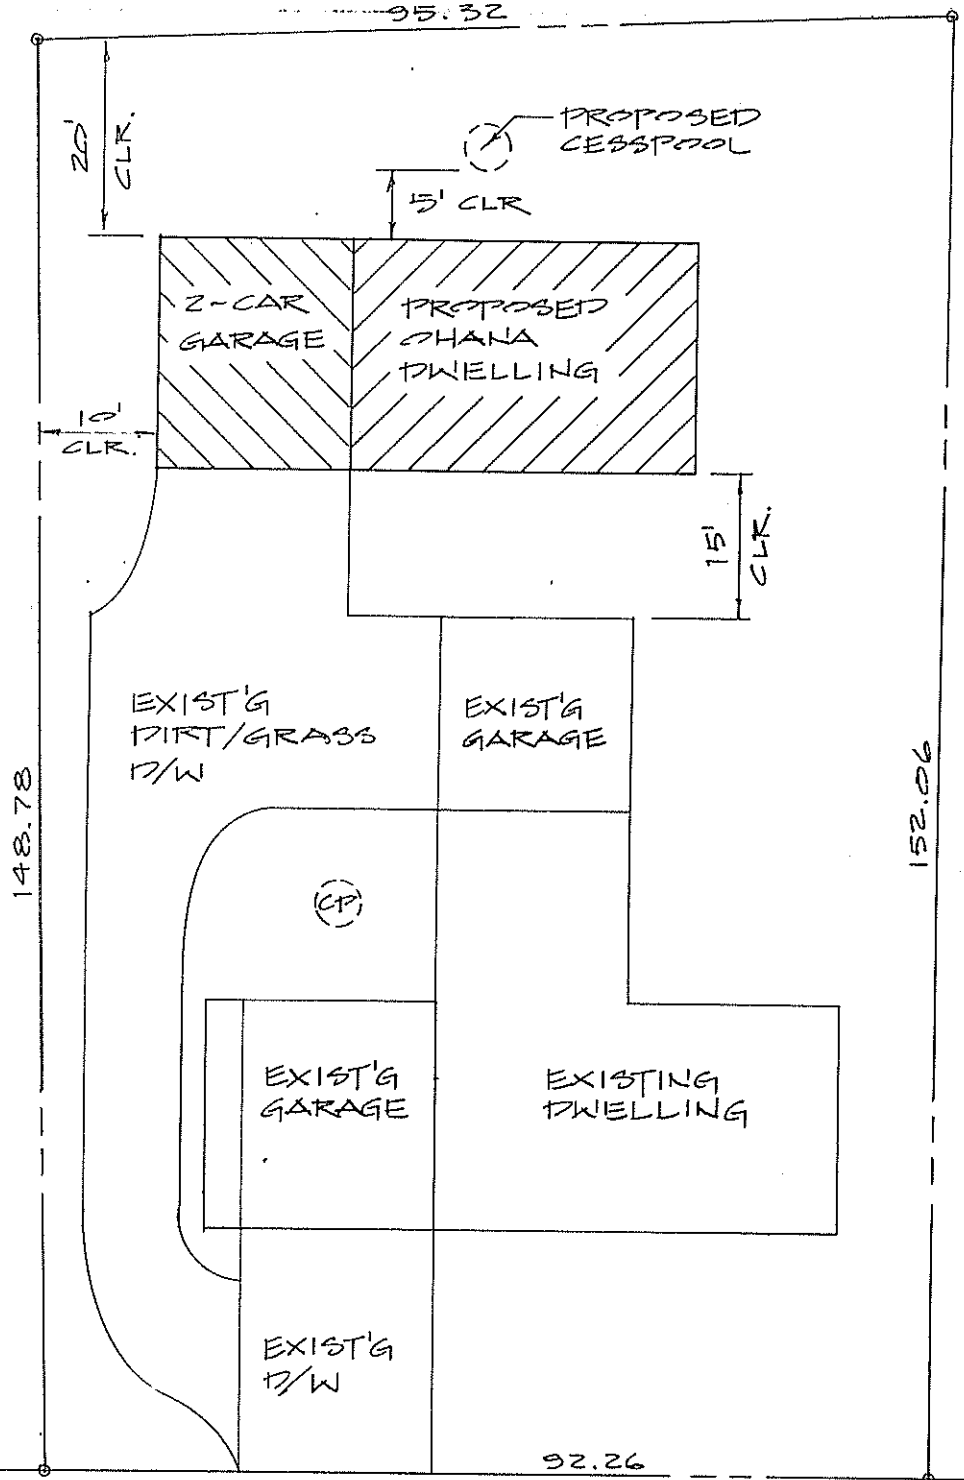 95.32
20'
CLR.
PROPOSED
CESSPOOL
5' CLR
2-CAR
GARAGE
PROPOSED
OHANA
DWELLING
10'
CLR.
15'
CLR.
EXIST'G
DIRT/GRASS
D/W
EXIST'G
GARAGE
148.78
152.06
CP
EXIST'G
GARAGE
EXISTING
DWELLING
EXIST'G
D/W
92.26